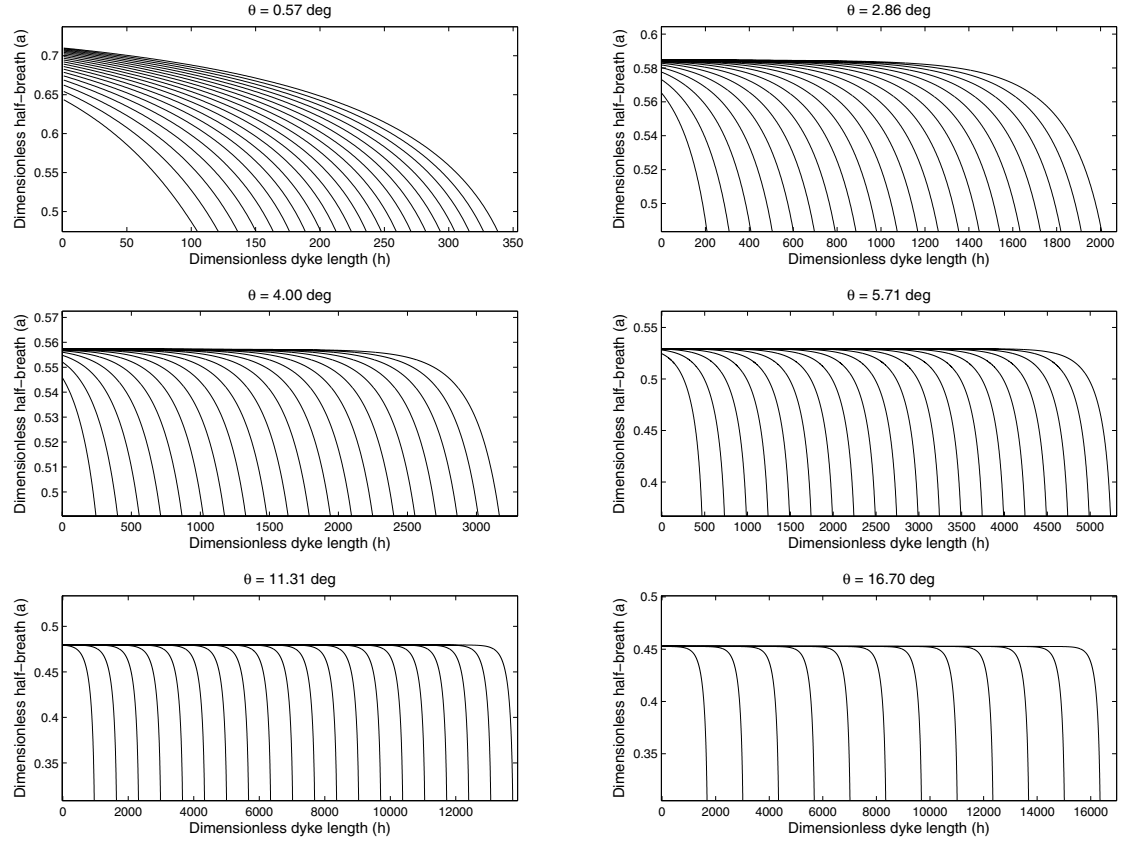 θ = 0.57 deg
Dimensionless half−breath (a)
0.7
0.65
0.6
0.55
0.5
0 50 100 150 200 250 300 350
Dimensionless dyke length (h)
θ = 2.86 deg
Dimensionless half−breath (a)
0.6
0.58
0.56
0.54
0.52
0.5
0 200 400 600 800 1000 1200 1400 1600 1800 2000
Dimensionless dyke length (h)
θ = 4.00 deg
Dimensionless half−breath (a)
0.57
0.56
0.55
0.54
0.53
0.52
0.51
0.5
0 500 1000 1500 2000 2500 3000
Dimensionless dyke length (h)
θ = 5.71 deg
Dimensionless half−breath (a)
0.55
0.5
0.45
0.4
0 500 1000 1500 2000 2500 3000 3500 4000 4500 5000
Dimensionless dyke length (h)
θ = 11.31 deg
Dimensionless half−breath (a)
0.5
0.45
0.4
0.35
0 2000 4000 6000 8000 10000 12000
Dimensionless dyke length (h)
θ = 16.70 deg
Dimensionless half−breath (a)
0.5
0.45
0.4
0.35
0 2000 4000 6000 8000 10000 12000 14000 16000
Dimensionless dyke length (h)